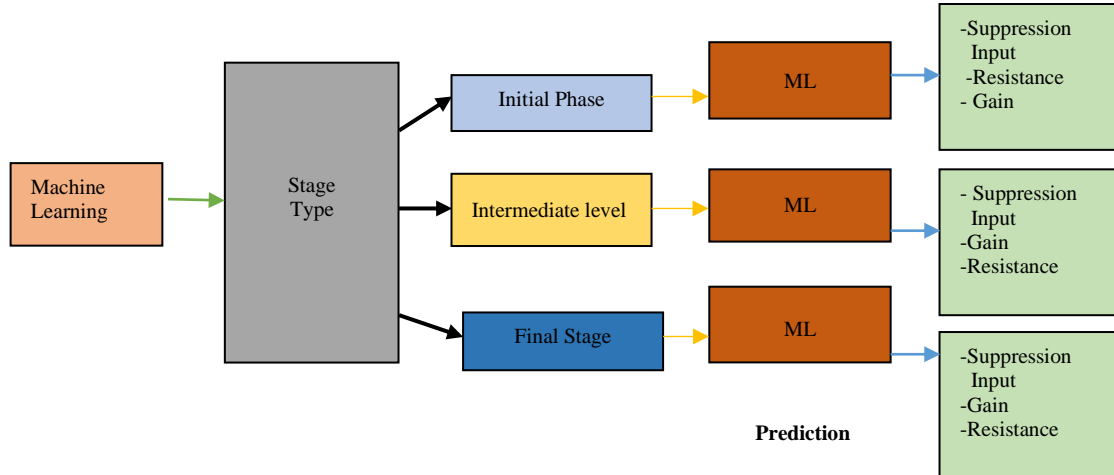 Machine
Learning
Stage
Type
Initial Phase
Intermediate level
Final Stage
ML
ML
ML
-Suppression
Input
-Resistance
- Gain
- Suppression
Input
-Gain
-Resistance
-Suppression
Input
-Gain
-Resistance
Prediction